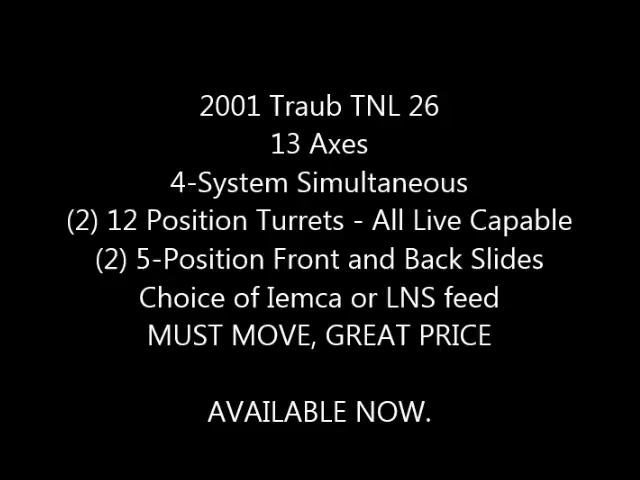 2001 Traub TNL 26
13 Axes
4-System Simultaneous
(2) 12 Position Turrets - All Live Capable
(2) 5-Position Front and Back Slides
Choice of Iemca or LNS feed
MUST MOVE, GREAT PRICE
AVAILABLE NOW.